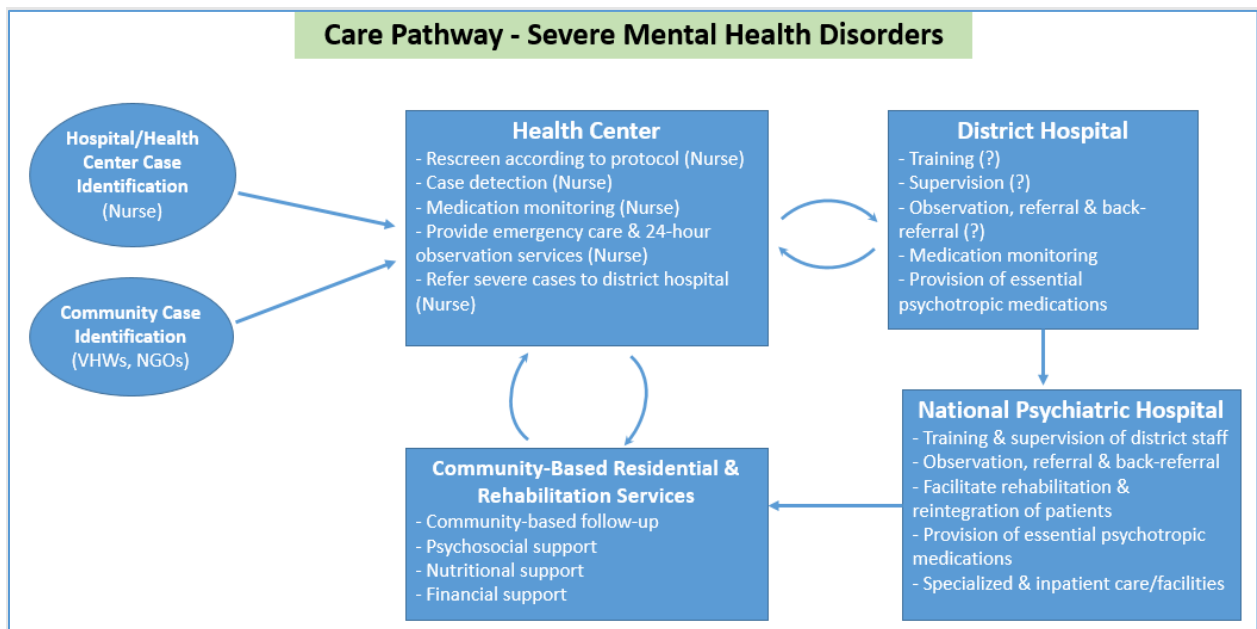 Care Pathway - Severe Mental Health Disorders
Hospital/Health
Center Case
Identification
(Nurse)
Community Case
Identification
(VHWs, NGOs)
Health Center
- Rescreen according to protocol (Nurse)
- Case detection (Nurse)
- Medication monitoring (Nurse)
- Provide emergency care & 24-hour
observation services (Nurse)
- Refer severe cases to district hospital
(Nurse)
District Hospital
- Training (?)
- Supervision (?)
- Observation, referral & back-
referral (?)
- Medication monitoring
- Provision of essential
psychotropic medications
Community-Based Residential &
Rehabilitation Services
- Community-based follow-up
- Psychosocial support
- Nutritional support
- Financial support
National Psychiatric Hospital
- Training & supervision of district staff
- Observation, referral & back-referral
- Facilitate rehabilitation &
reintegration of patients
- Provision of essential psychotropic
medications
- Specialized & inpatient care/facilities